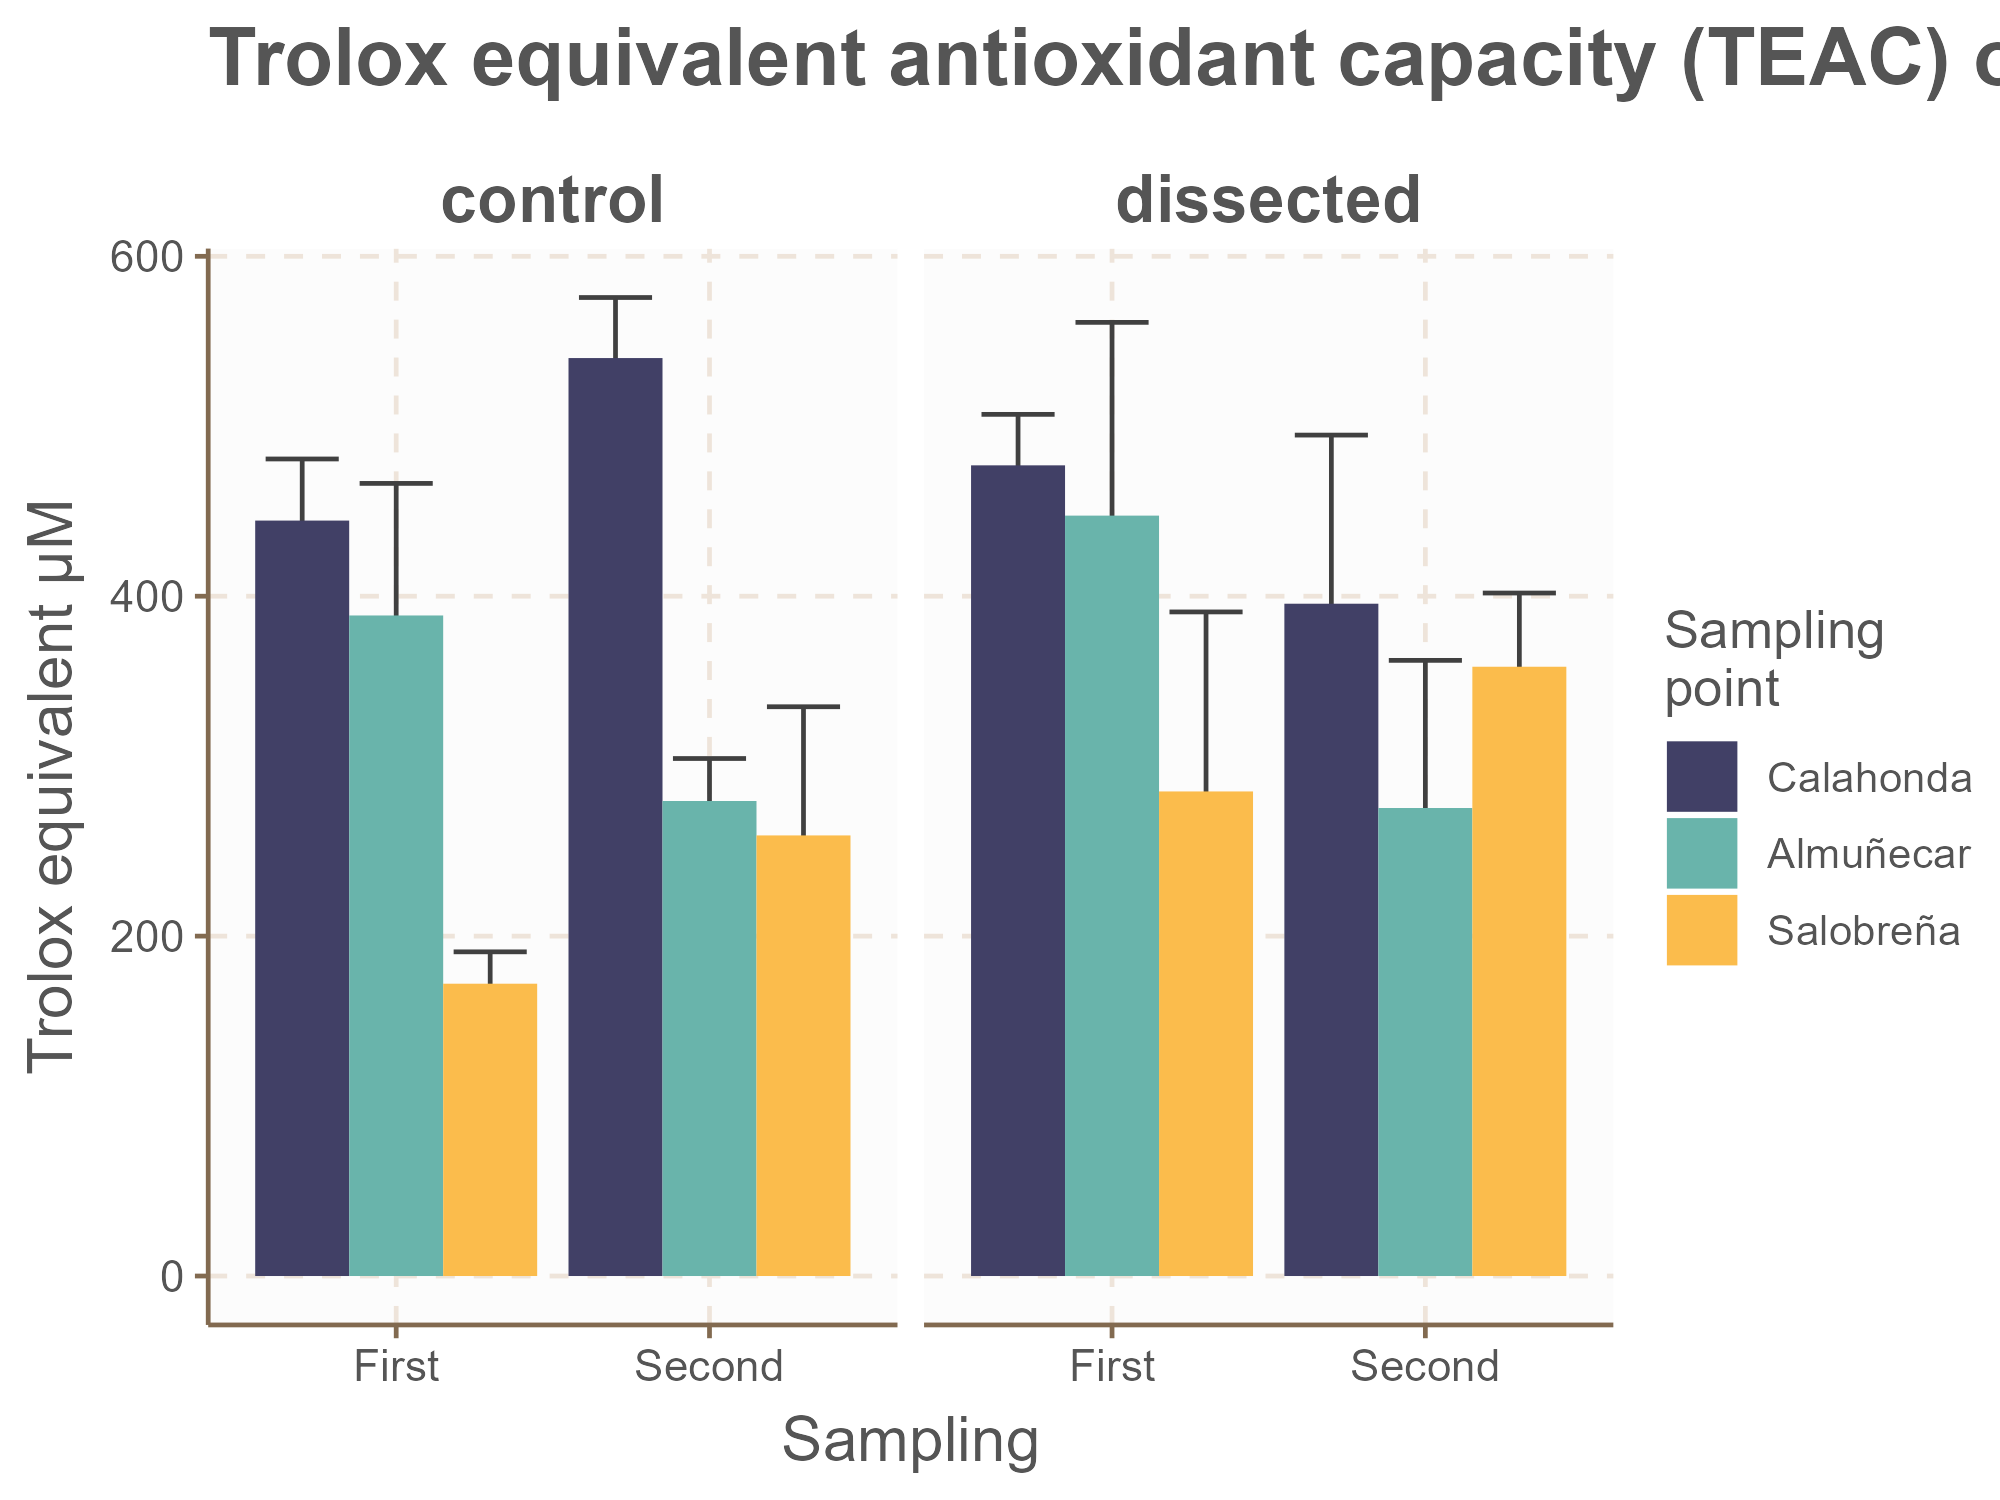 Trolox equivalent antioxidant capacity (TEAC)
control
dissected
600
400
200
0
Trolox equivalent µM
First
Second
First
Second
Sampling
Sampling
point
Calahonda
Almuñecar
Salobreña